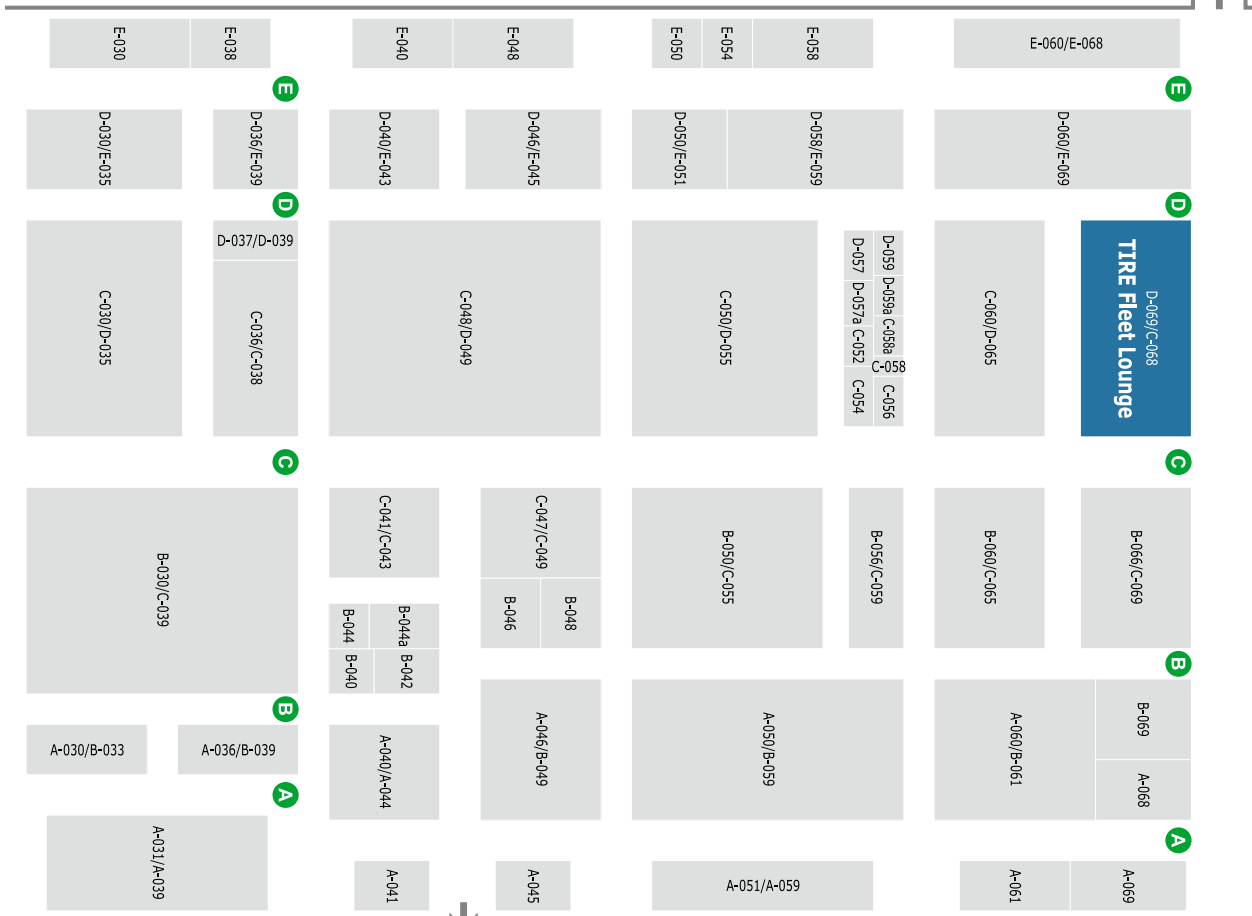 E-030
E-038
E-040
E-048
E-050
E-054
E-058
E-060/E-068
E
E
D-030/E-035
D-036/E-039
D-040/E-043
D-046/E-045
D-050/E-051
D-058/E-059
D-060/E-069
D
D
C-030/D-035
D-037/D-039
C-036/C-038
C-048/D-049
C-050/D-055
D-057
D-057a
C-052
C-054
D-059
D-059a
C-058a
C-058
C-056
C-060/D-065
D-069/C-068
TIRE Fleet Lounge
C
C
B-030/C-039
C-041/C-043
C-047/C-049
B-050/C-055
B-056/C-059
B-060/C-065
B-066/C-069
B-044
B-044a
B-040
B-042
B-046
B-048
B
B
A-030/B-033
A-036/B-039
A-040/A-044
A-046/B-049
A-050/B-059
A-060/B-061
B-069
A-068
A
A
A-031/A-039
A-041
A-045
A-051/A-059
A-061
A-069